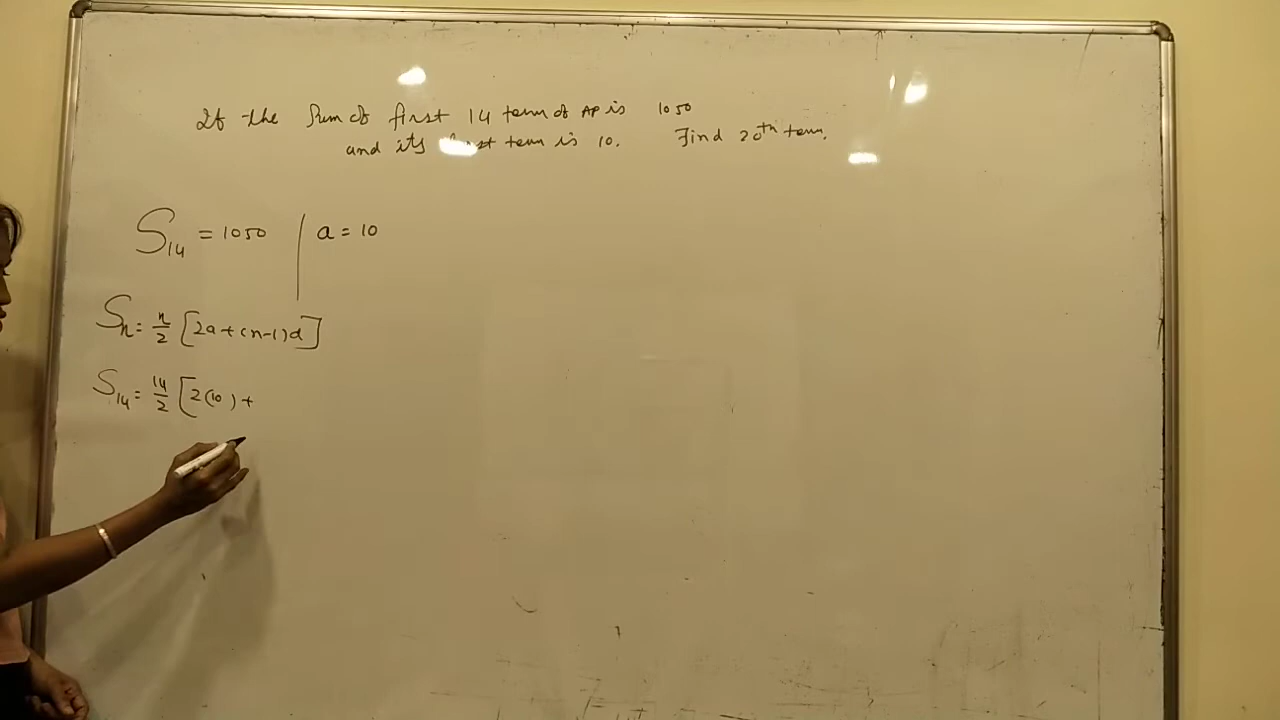 If the Sum of first 14 term of AP is 1050
and its st term is 10. Find 20th term.
S14 = 1050 | a = 10
Sn = n/2 [2a+(n-1)d]
S14 = 14/2 [2(10) +